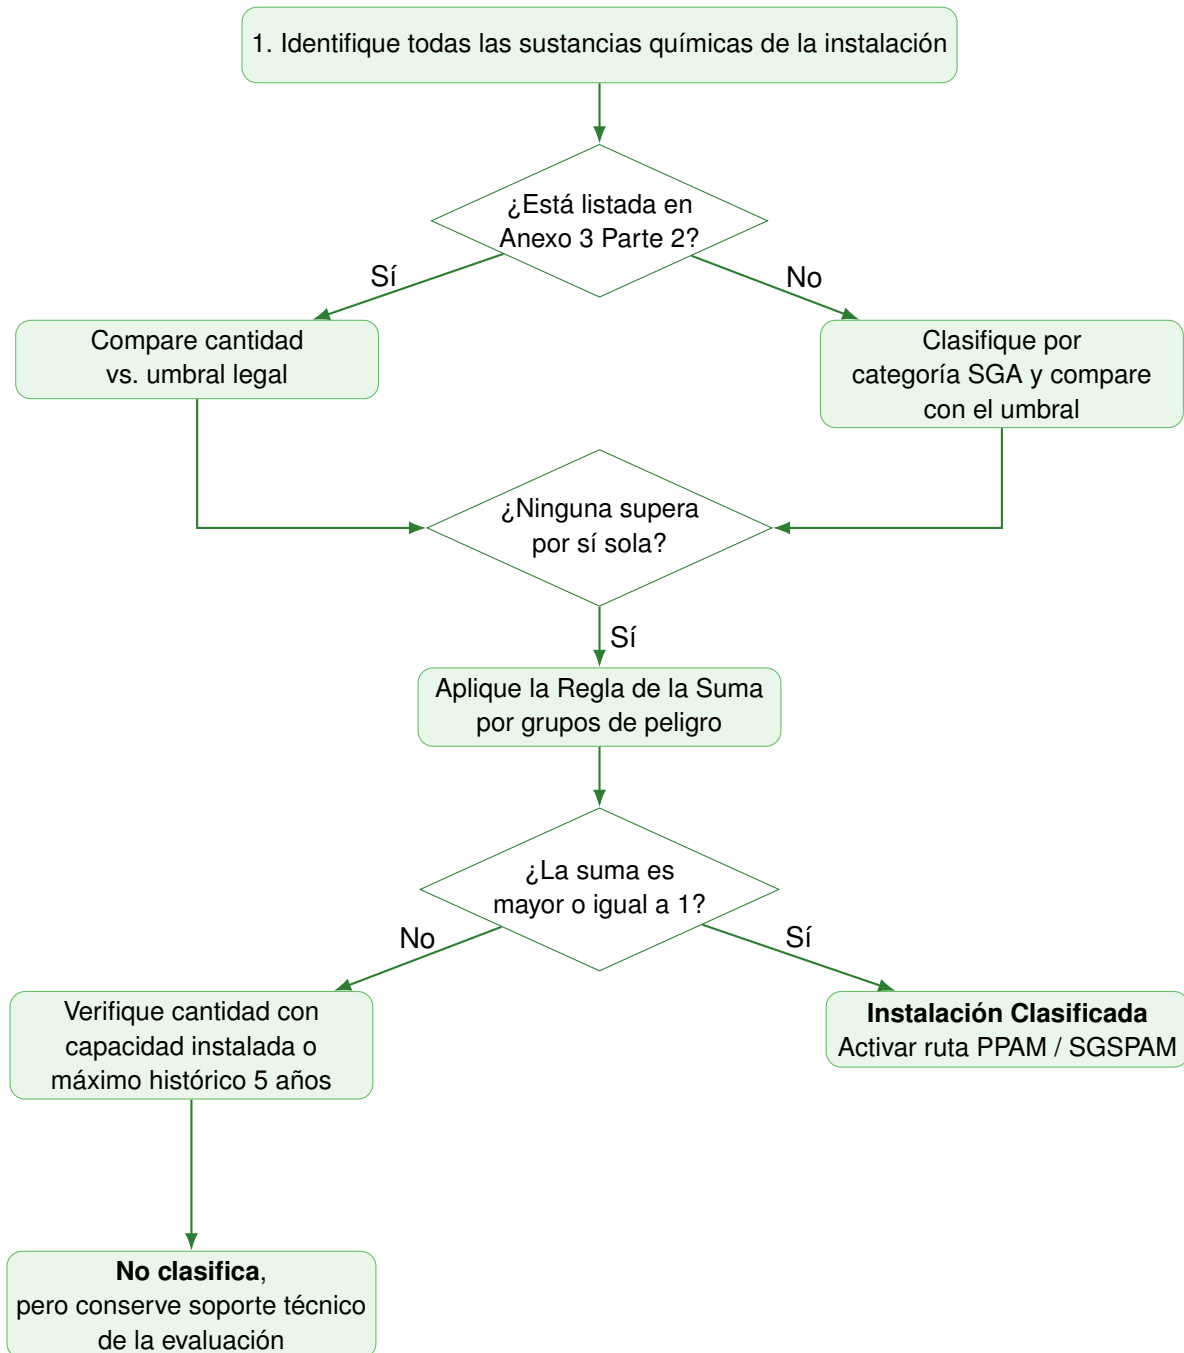 1. Identifique todas las sustancias químicas de la instalación
¿Está listada en
Anexo 3 Parte 2?
Sí
No
Compare cantidad
vs. umbral legal
Clasifique por
categoría SGA y compare
con el umbral
¿Ninguna supera
por sí sola?
Sí
Aplique la Regla de la Suma
por grupos de peligro
¿La suma es
mayor o igual a 1?
No
Sí
Verifique cantidad con
capacidad instalada o
máximo histórico 5 años
Instalación Clasificada
Activar ruta PPAM / SGSPAM
No clasifica,
pero conserve soporte técnico
de la evaluación